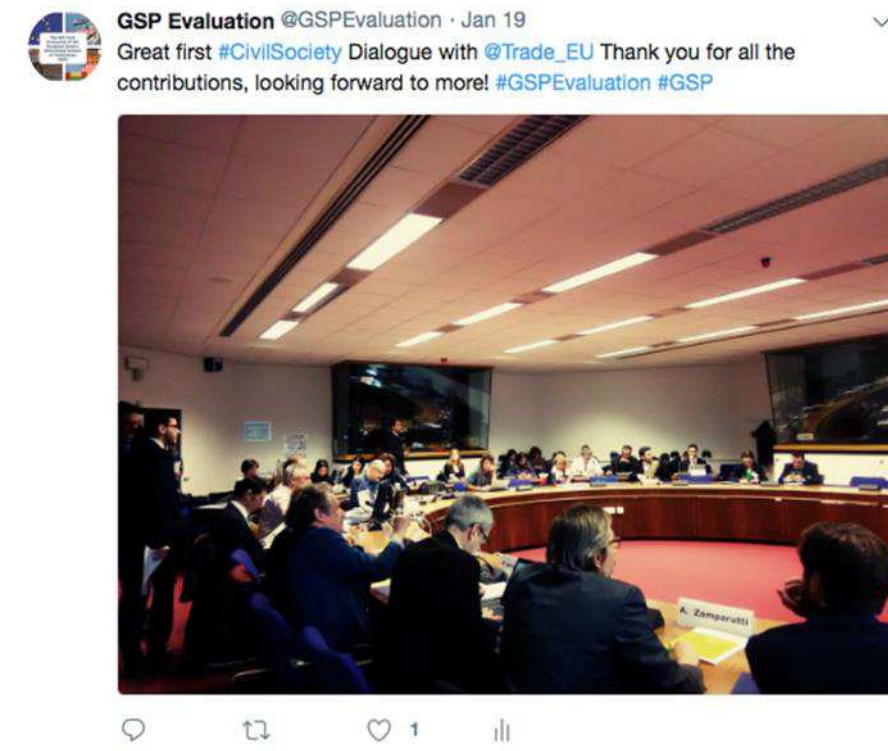 GSP Evaluation @GSPEvaluation · Jan 19
Great first #CivilSociety Dialogue with @Trade_EU Thank you for all the
contributions, looking forward to more! #GSPEvaluation #GSP
A. Zamparutti
1